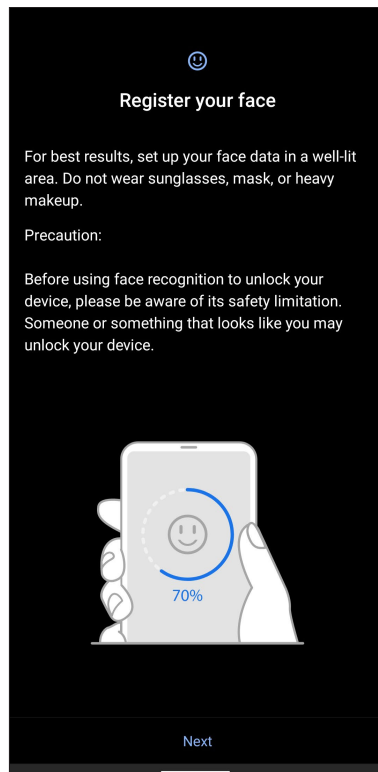 Register your face
For best results, set up your face data in a well-lit
area. Do not wear sunglasses, mask, or heavy
makeup.
Precaution:
Before using face recognition to unlock your
device, please be aware of its safety limitation.
Someone or something that looks like you may
unlock your device.
70%
Next